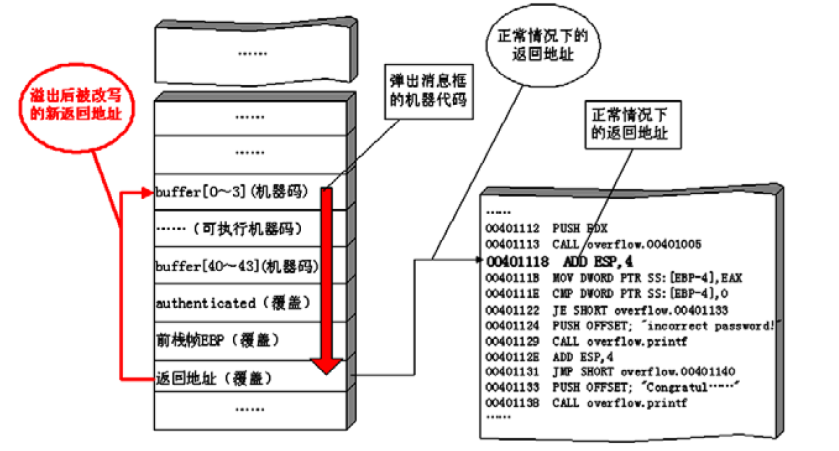 ……
溢出后被改写
的新返回地址
弹出消息框
的机器代码
正常情况下的
返回地址
正常情况下
的返回地址
……
……
buffer[0～3](机器码)
……（可执行机器码）
buffer[40～43](机器码)
authenticated（覆盖）
前栈帧EBP（覆盖）
返回地址（覆盖）
……
……
00401112 PUSH EDX
00401113 CALL overflow.00401005
00401118 ADD ESP,4
0040111B MOV DWORD PTR SS:[EBP-4],EAX
0040111E CMP DWORD PTR SS:[EBP-4],0
00401122 JE SHORT overflow.00401133
00401124 PUSH OFFSET; "incorrect password!"
00401129 CALL overflow.printf
0040112E ADD ESP,4
00401131 JMP SHORT overflow.00401140
00401133 PUSH OFFSET; "Congratul……"
00401138 CALL overflow.printf
……